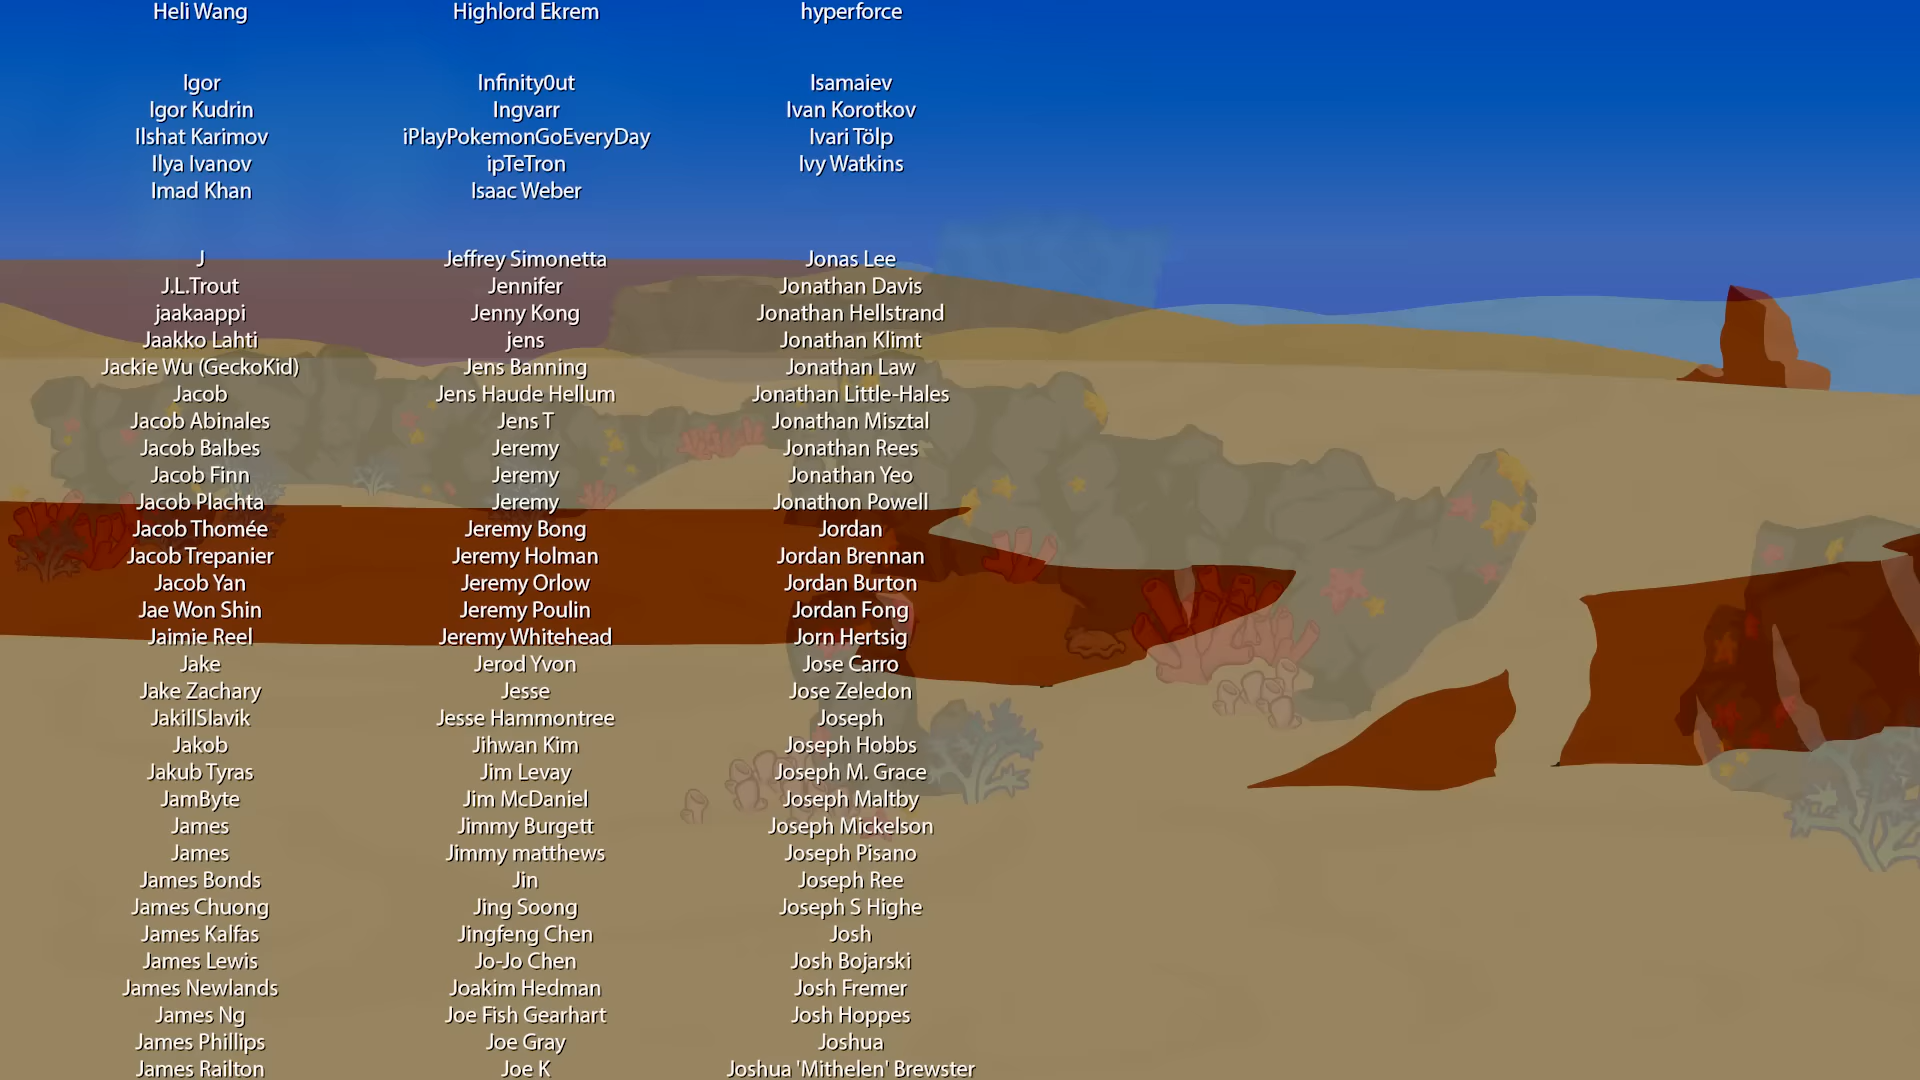 Heli Wang
Highlord Ekrem
hyperforce
Igor
Igor Kudrin
Ilshat Karimov
Ilya Ivanov
Imad Khan
Infinity0ut
Ingvarr
iPlayPokemonGoEveryDay
ipTeTron
Isaac Weber
Isamaiev
Ivan Korotkov
Ivari Tölp
Ivy Watkins
J
J.L.Trout
jaakaappi
Jaakko Lahti
Jackie Wu (GeckoKid)
Jacob
Jacob Abinales
Jacob Balbes
Jacob Finn
Jacob Plachta
Jacob Thomée
Jacob Trepanier
Jacob Yan
Jae Won Shin
Jaimie Reel
Jake
Jake Zachary
JakillSlavik
Jakob
Jakub Tyras
JamByte
James
James
James Bonds
James Chuong
James Kalfas
James Lewis
James Newlands
James Ng
James Phillips
James Railton
Jeffrey Simonetta
Jennifer
Jenny Kong
jens
Jens Banning
Jens Haude Hellum
Jens T
Jeremy
Jeremy
Jeremy
Jeremy Bong
Jeremy Holman
Jeremy Orlow
Jeremy Poulin
Jeremy Whitehead
Jerod Yvon
Jesse
Jesse Hammontree
Jihwan Kim
Jim Levay
Jim McDaniel
Jimmy Burgett
Jimmy matthews
Jin
Jing Soong
Jingfeng Chen
Jo-Jo Chen
Joakim Hedman
Joe Fish Gearhart
Joe Gray
Joe K
Jonas Lee
Jonathan Davis
Jonathan Hellstrand
Jonathan Klimt
Jonathan Law
Jonathan Little-Hales
Jonathan Misztal
Jonathan Rees
Jonathan Yeo
Jonathon Powell
Jordan
Jordan Brennan
Jordan Burton
Jordan Fong
Jorn Hertsig
Jose Carro
Jose Zeledon
Joseph
Joseph Hobbs
Joseph M. Grace
Joseph Maltby
Joseph Mickelson
Joseph Pisano
Joseph Ree
Joseph S Highe
Josh
Josh Bojarski
Josh Fremer
Josh Hoppes
Joshua
Joshua 'Mithelen' Brewster